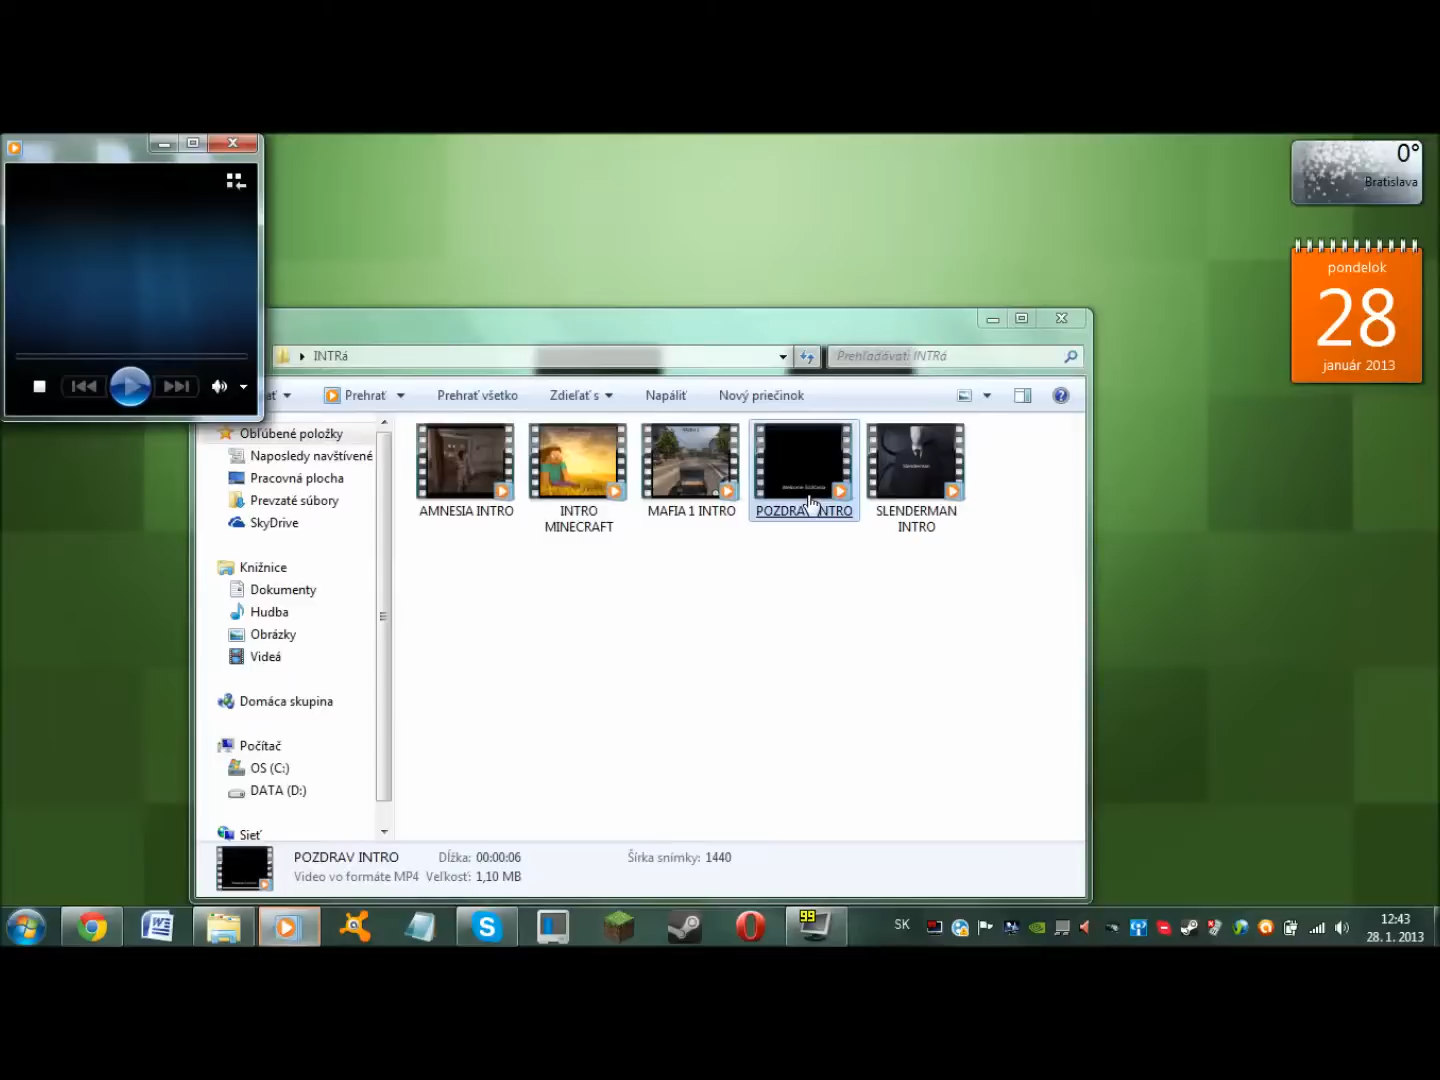 0°
Bratislava
pondelok
28
január 2013
INTRá
Prehľadávať: INTRá
Prehrať
Prehrať všetko
Zdieľať s
Napáliť
Nový priečinok
Obľúbené položky
Naposledy navštívené
Pracovná plocha
Prevzaté súbory
SkyDrive
Knižnice
Dokumenty
Hudba
Obrázky
Videá
Domáca skupina
Počítač
OS (C:)
DATA (D:)
Sieť
AMNESIA INTRO
INTRO
MINECRAFT
MAFIA 1 INTRO
POZDRAV INTRO
SLENDERMAN
INTRO
POZDRAV INTRO
Dĺžka: 00:00:06
Šírka snímky: 1440
Video vo formáte MP4
Veľkosť: 1,10 MB
99
SK
12:43
28. 1. 2013